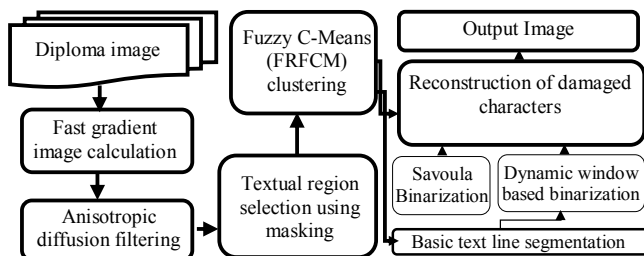 Diploma image
Fast gradient
image calculation
Anisotropic
diffusion filtering
Textual region
selection using
masking
Fuzzy C-Means
(FRFCM)
clustering
Output Image
Reconstruction of damaged
characters
Savoula
Binarization
Dynamic window
based binarization
Basic text line segmentation